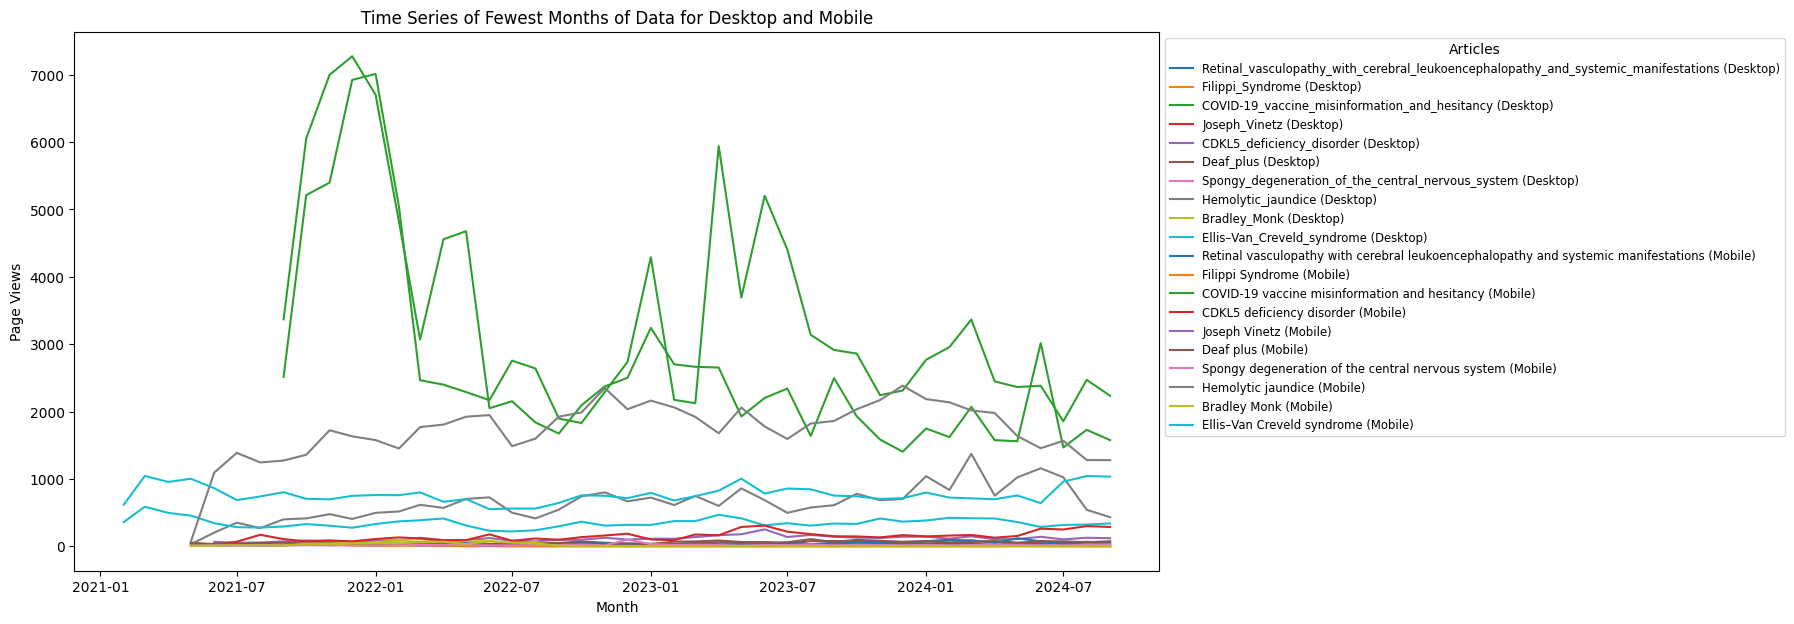 Time Series of Fewest Months of Data for Desktop and Mobile
Page Views
7000
6000
5000
4000
3000
2000
1000
0
2021-01
2021-07
2022-01
2022-07
2023-01
2023-07
2024-01
2024-07
Month
Articles
Retinal_vasculopathy_with_cerebral_leukoencephalopathy_and_systemic_manifestations (Desktop)
Filippi_Syndrome (Desktop)
COVID-19_vaccine_misinformation_and_hesitancy (Desktop)
Joseph_Vinetz (Desktop)
CDKL5_deficiency_disorder (Desktop)
Deaf_plus (Desktop)
Spongy_degeneration_of_the_central_nervous_system (Desktop)
Hemolytic_jaundice (Desktop)
Bradley_Monk (Desktop)
Ellis–Van_Creveld_syndrome (Desktop)
Retinal vasculopathy with cerebral leukoencephalopathy and systemic manifestations (Mobile)
Filippi Syndrome (Mobile)
COVID-19 vaccine misinformation and hesitancy (Mobile)
CDKL5 deficiency disorder (Mobile)
Joseph Vinetz (Mobile)
Deaf plus (Mobile)
Spongy degeneration of the central nervous system (Mobile)
Hemolytic jaundice (Mobile)
Bradley Monk (Mobile)
Ellis–Van Creveld syndrome (Mobile)